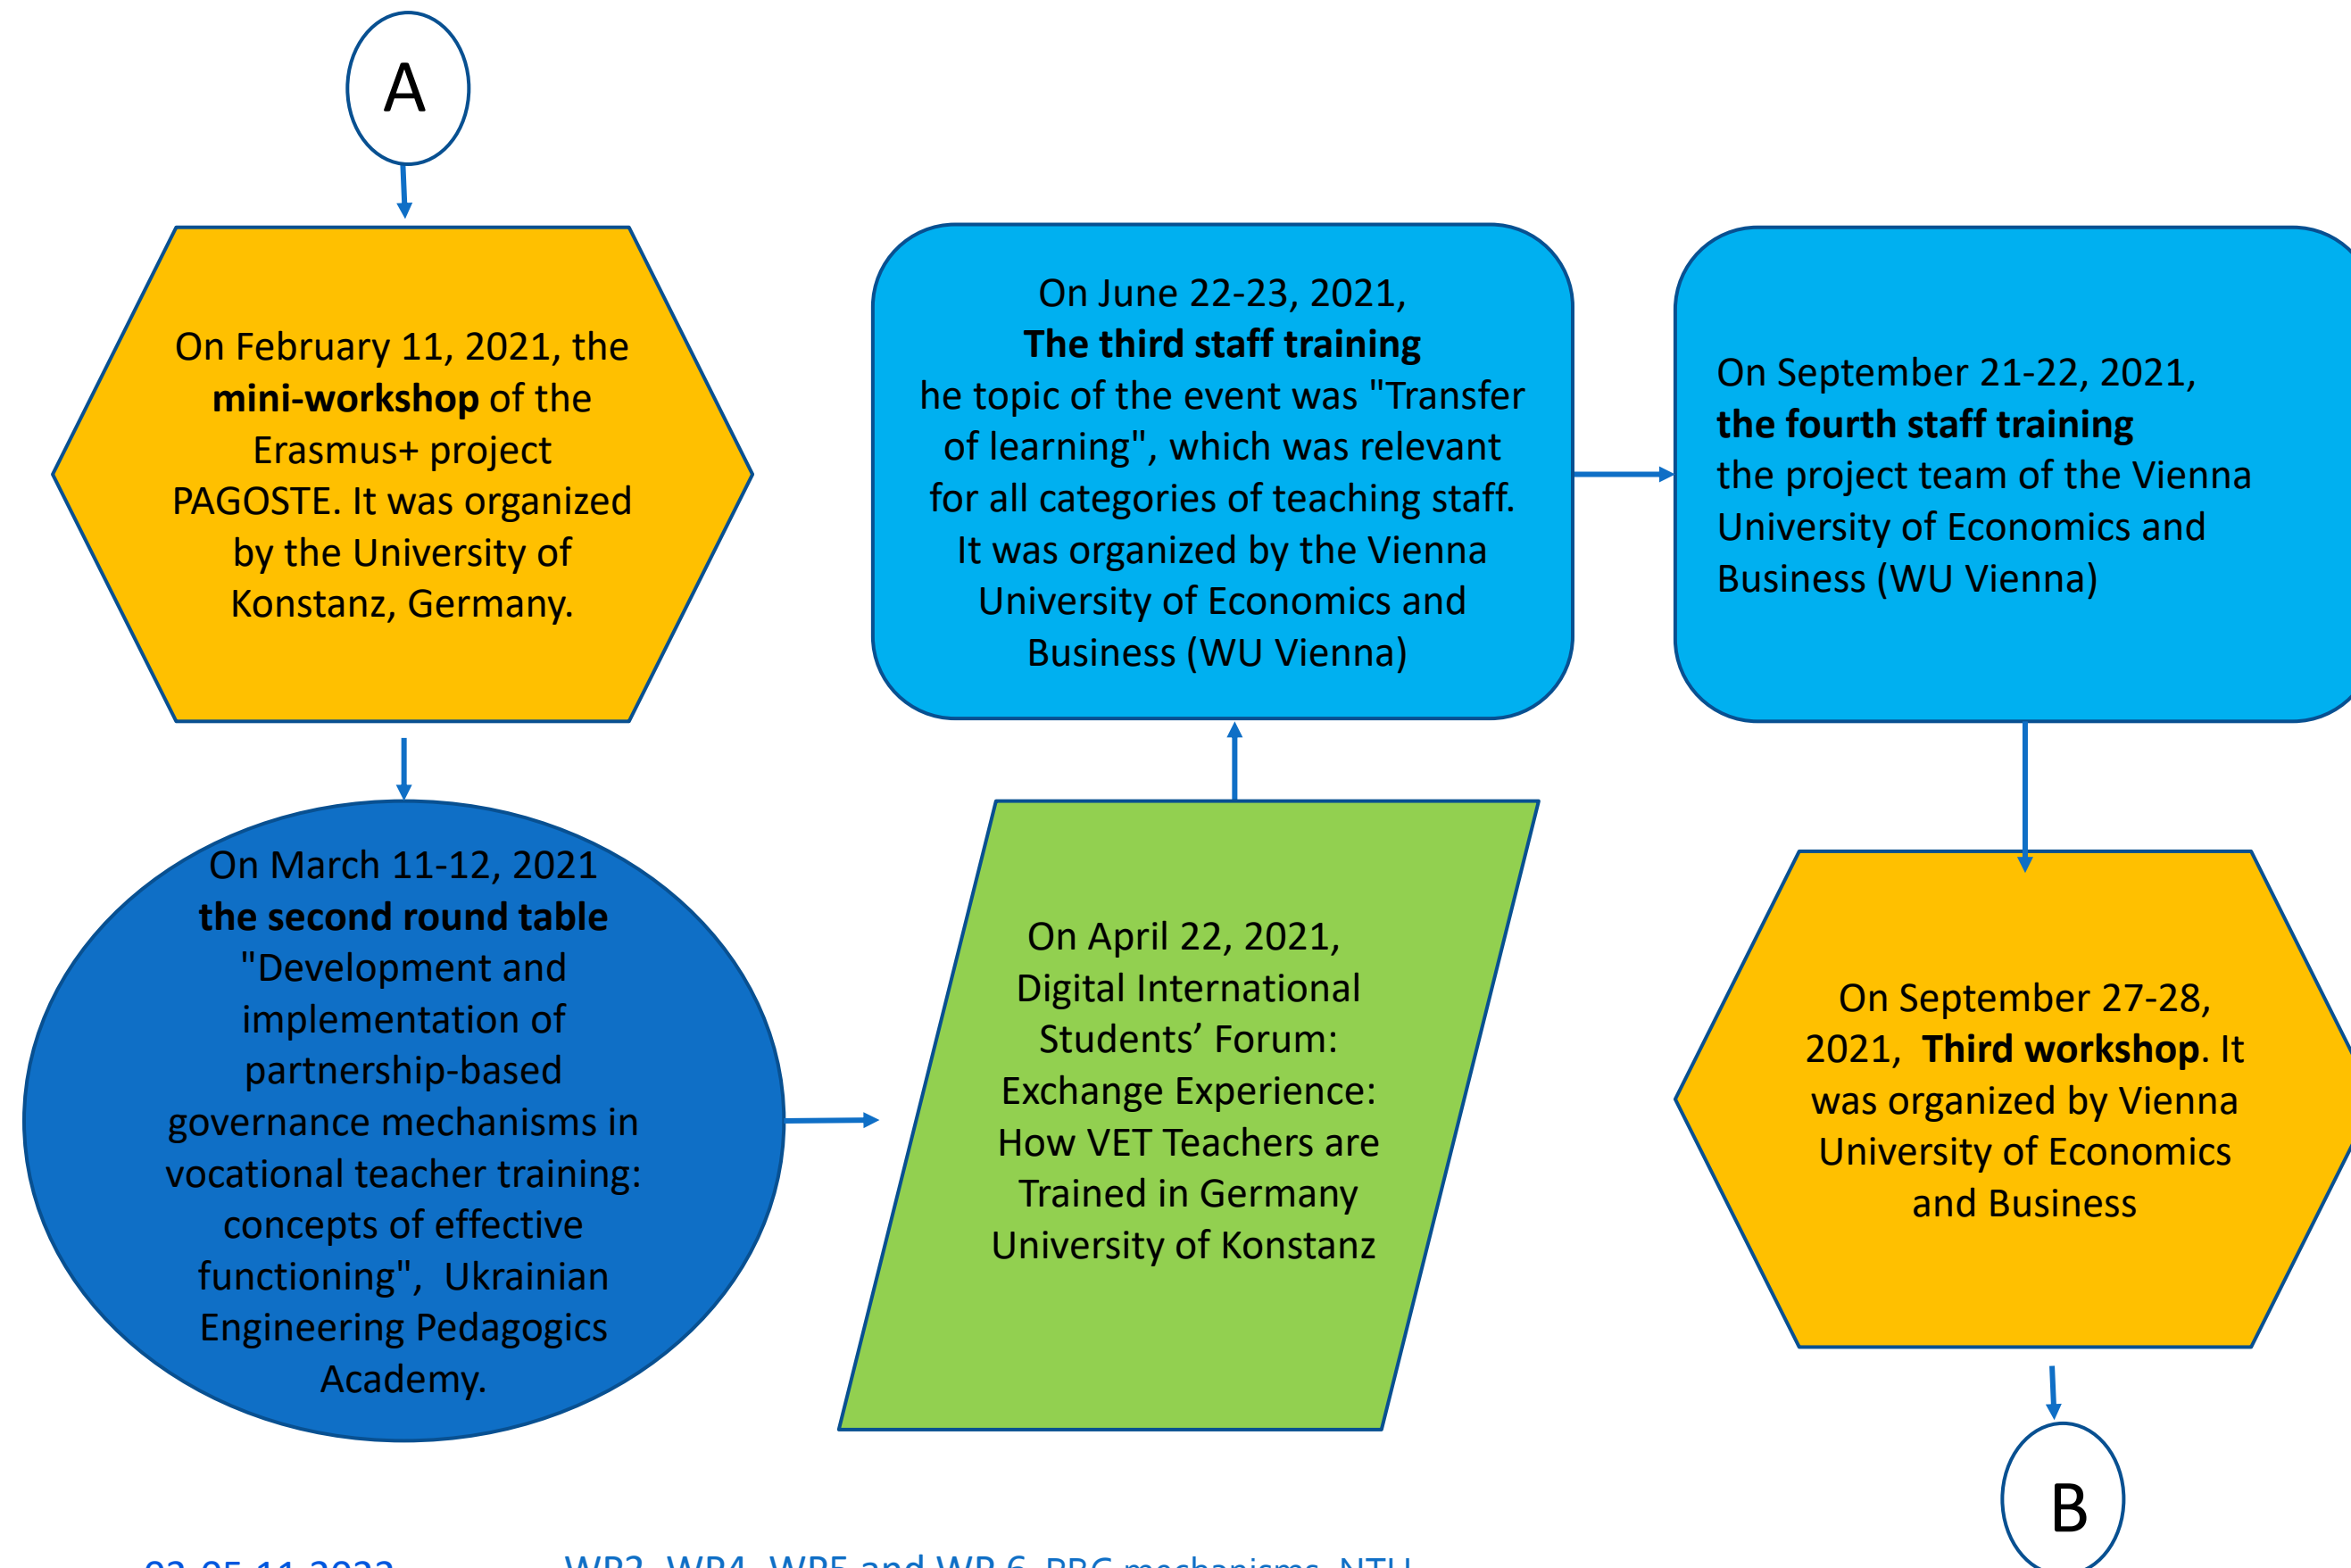 A
On February 11, 2021, the
mini-workshop of the
Erasmus+ project
PAGOSTE. It was organized
by the University of
Konstanz, Germany.
On March 11-12, 2021
the second round table
"Development and
implementation of
partnership-based
governance mechanisms in
vocational teacher training:
concepts of effective
functioning", Ukrainian
Engineering Pedagogics
Academy.
On April 22, 2021,
Digital International
Students’ Forum:
Exchange Experience:
How VET Teachers are
Trained in Germany
University of Konstanz
On June 22-23, 2021,
The third staff training
he topic of the event was "Transfer
of learning", which was relevant
for all categories of teaching staff.
It was organized by the Vienna
University of Economics and
Business (WU Vienna)
On September 21-22, 2021,
the fourth staff training
the project team of the Vienna
University of Economics and
Business (WU Vienna)
On September 27-28,
2021, Third workshop. It
was organized by Vienna
University of Economics
and Business
B
and WP 6 mechanisms